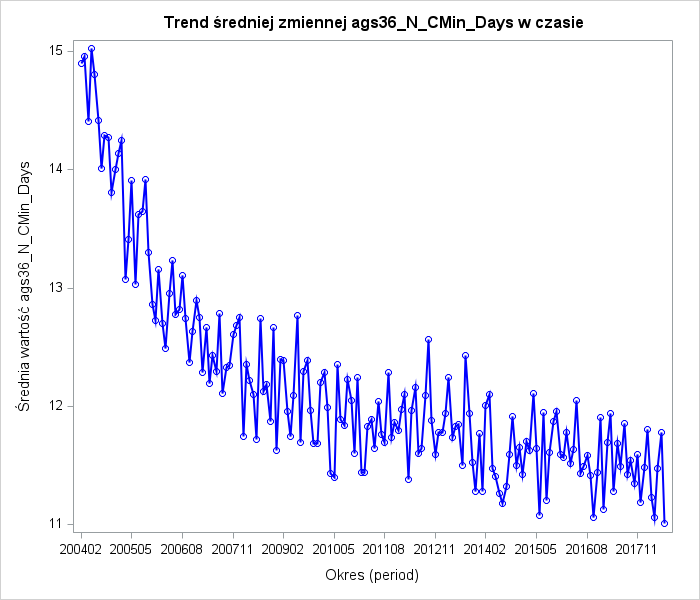 Trend średniej zmiennej ags36_N_CMin_Days w czasie
Średnia wartość ags36_N_CMin_Days
15
14
13
12
11
200402 200505 200608 200711 200902 201005 201108 201211 201402 201505 201608 201711
Okres (period)